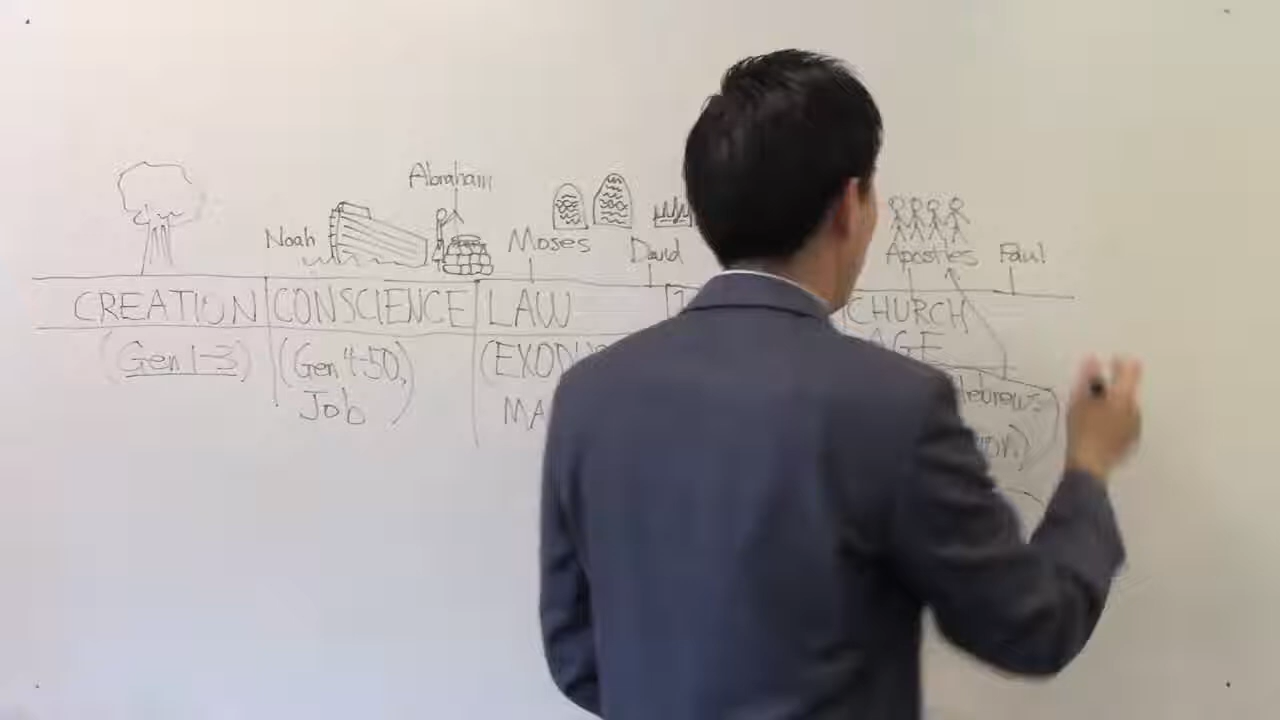 Abraham
Noah
Moses
David
Apostles
Paul
CREATION
CONSCIENCE
LAW
CHURCH
AGE
(Gen 1-3)
(Gen 4-50,
Job)
(EXOD
MA
Hebrews